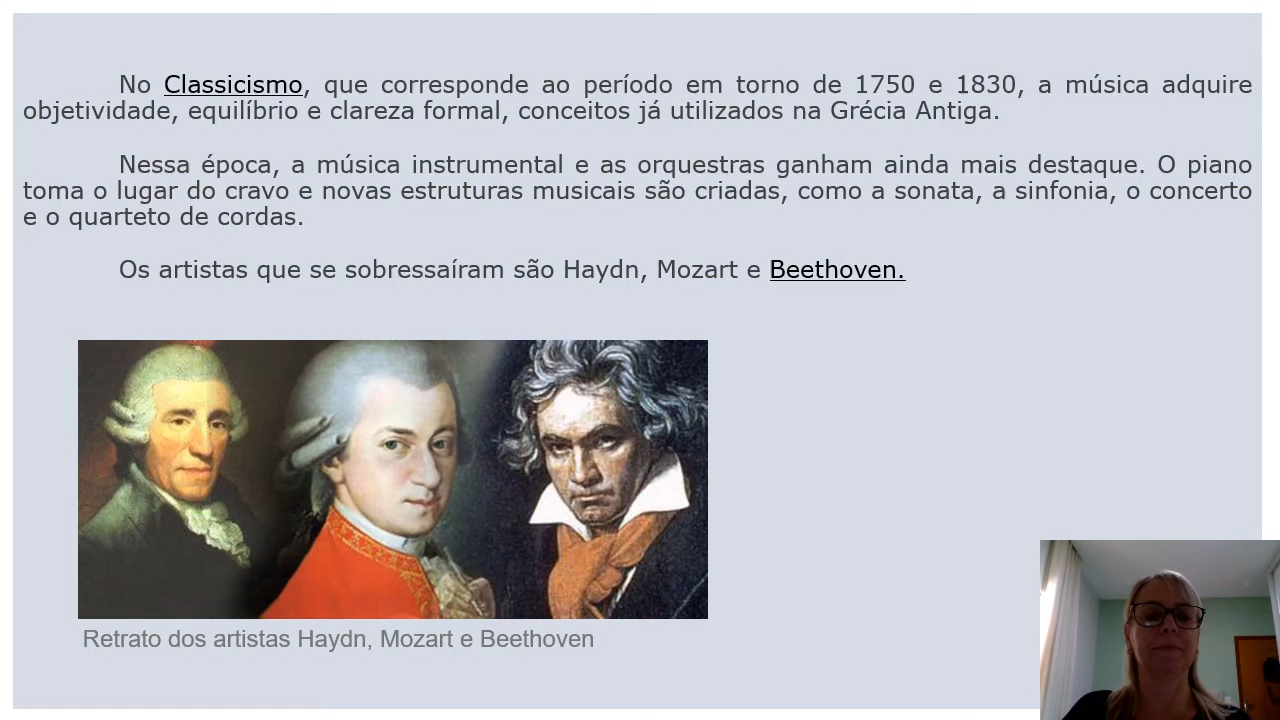 No Classicismo, que corresponde ao período em torno de 1750 e 1830, a música adquire
objetividade, equilíbrio e clareza formal, conceitos já utilizados na Grécia Antiga.
Nessa época, a música instrumental e as orquestras ganham ainda mais destaque. O piano
toma o lugar do cravo e novas estruturas musicais são criadas, como a sonata, a sinfonia, o concerto
e o quarteto de cordas.
Os artistas que se sobressaíram são Haydn, Mozart e Beethoven.
Retrato dos artistas Haydn, Mozart e Beethoven